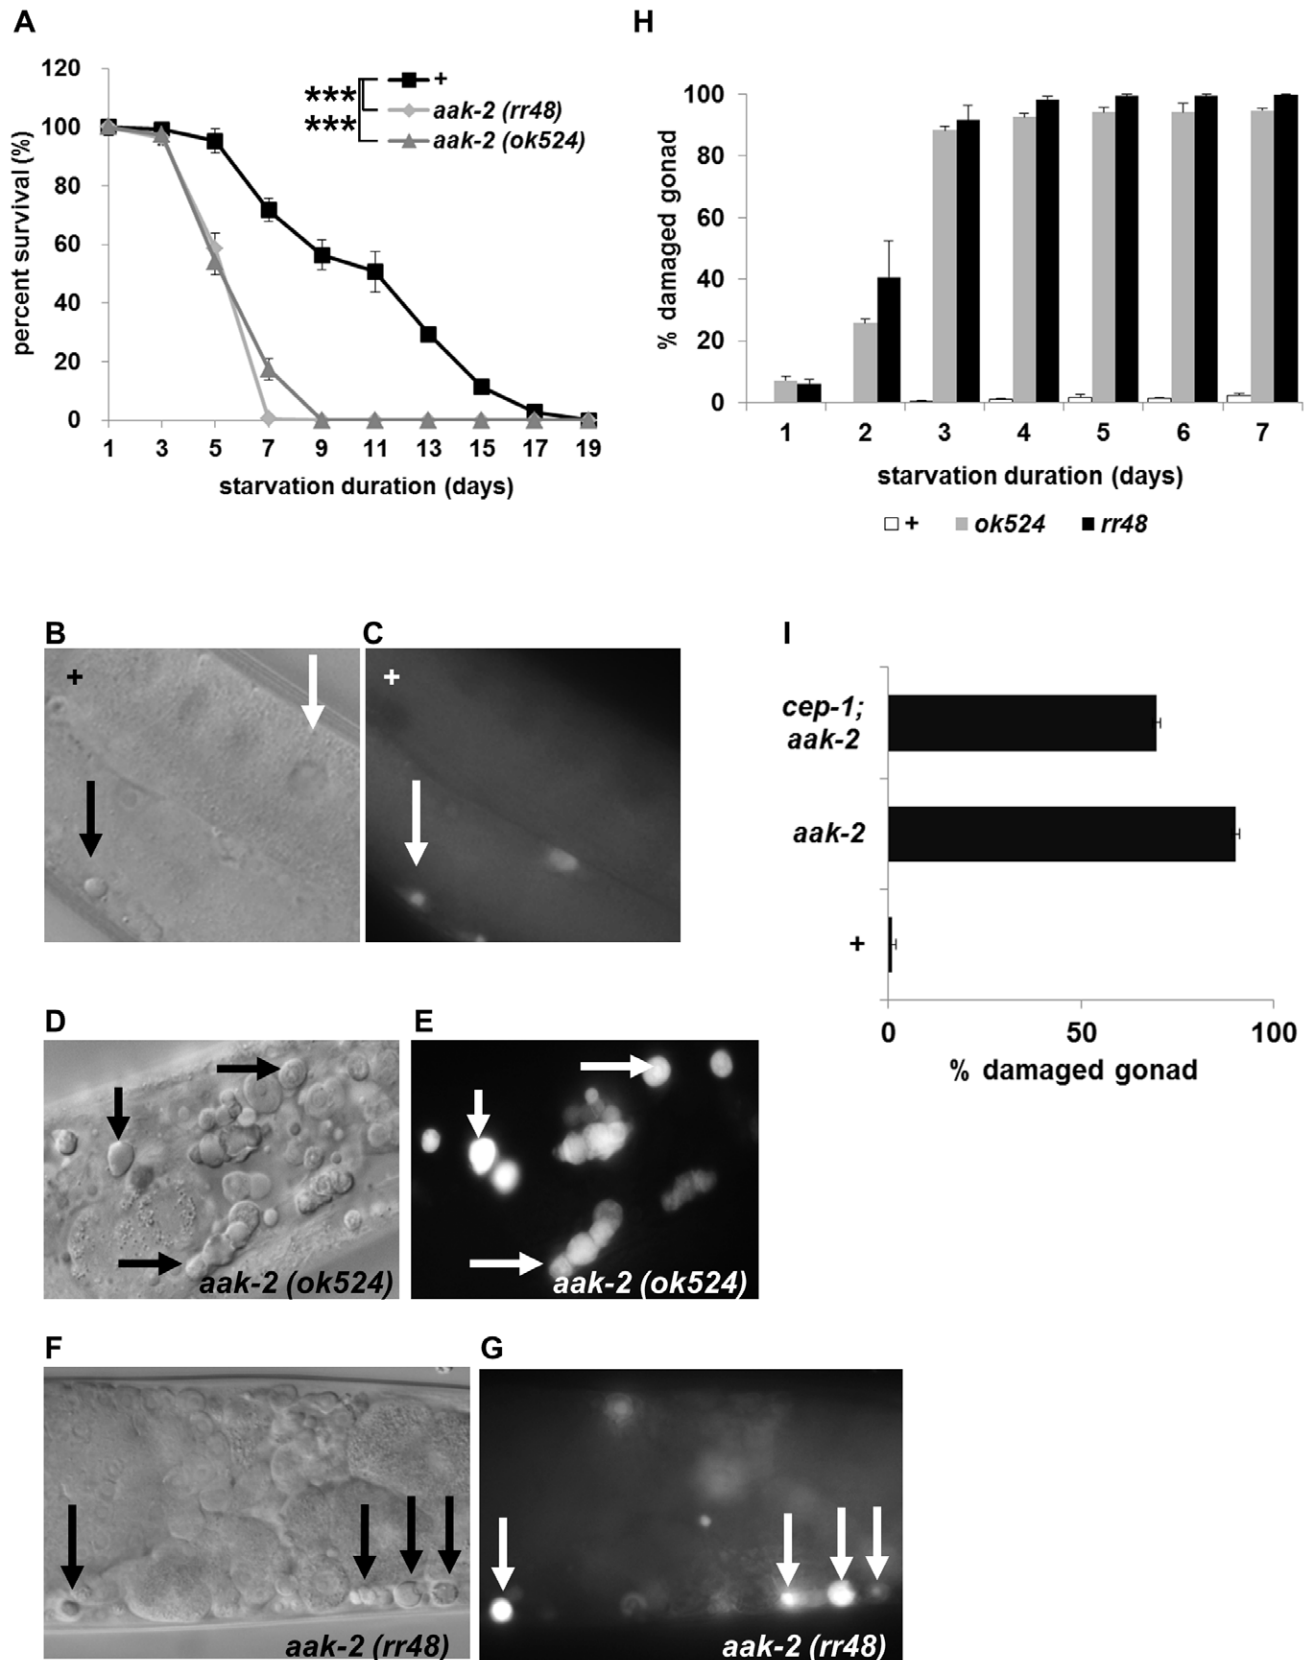 A
120
100
80
60
40
20
0
percent survival (%)
*** + 
*** aak-2 (rr48)
aak-2 (ok524)
1 3 5 7 9 11 13 15 17 19
starvation duration (days)
H
100
80
60
40
20
0
% damaged gonad
1 2 3 4 5 6 7
starvation duration (days)
+ ok524 rr48
B
+
C
+
D
aak-2 (ok524)
E
aak-2 (ok524)
F
aak-2 (rr48)
G
aak-2 (rr48)
I
cep-1;
aak-2
aak-2
+
0 50 100
% damaged gonad